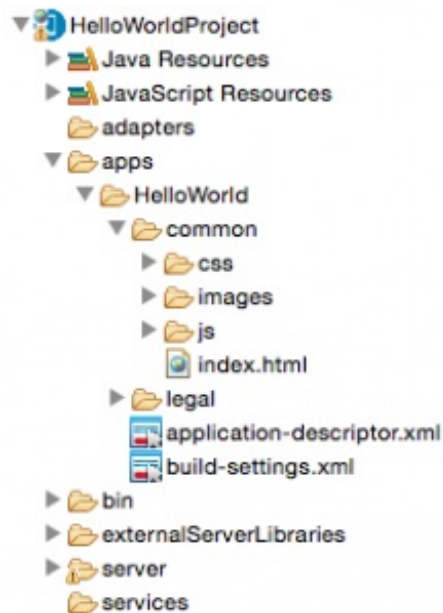 HelloWorldProject
Java Resources
JavaScript Resources
adapters
apps
HelloWorld
common
css
images
js
index.html
legal
application-descriptor.xml
build-settings.xml
bin
externalServerLibraries
server
services